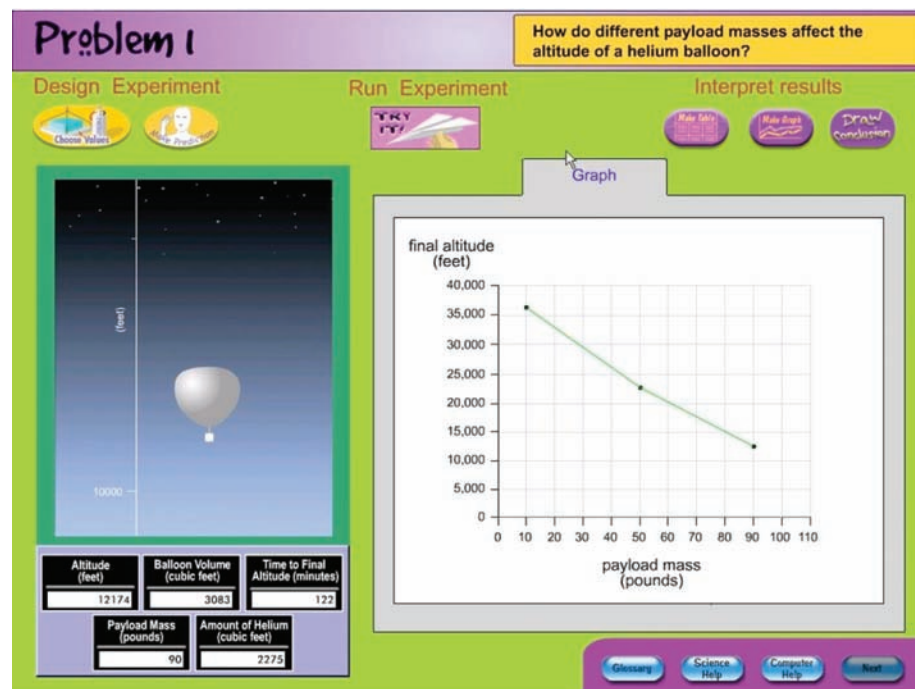 Problem 1
How do different payload masses affect the
altitude of a helium balloon?
Design Experiment
Run Experiment
Interpret results
Choose Values
Make Prediction
TRY
IT!
Make Table
Make Graph
Draw
Conclusion
(feet)
10000
Altitude
(feet)
12174
Balloon Volume
(cubic feet)
3083
Time to Final
Altitude (minutes)
122
Payload Mass
(pounds)
90
Amount of Helium
(cubic feet)
2275
Graph
final altitude
(feet)
40,000
35,000
30,000
25,000
20,000
15,000
10,000
5,000
0
0 10 20 30 40 50 60 70 80 90 100 110
payload mass
(pounds)
Glossary
Science
Help
Computer
Help
Next